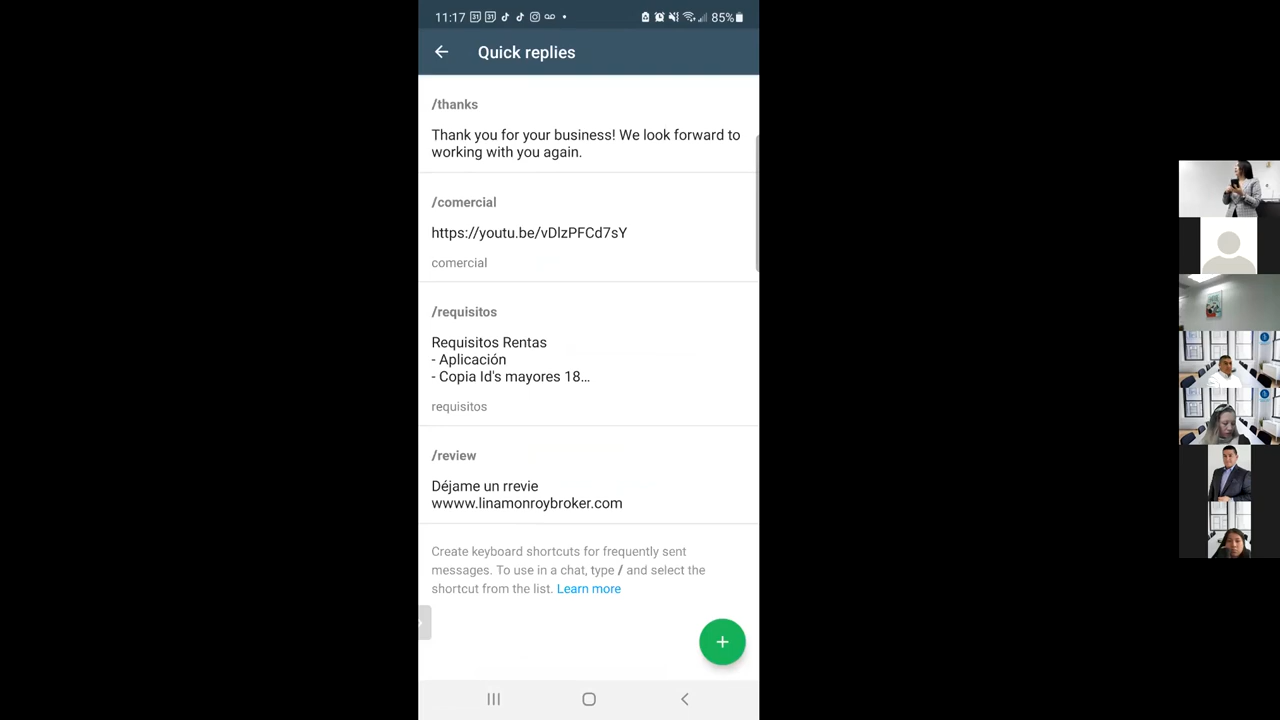 11:17
85%
Quick replies
/thanks
Thank you for your business! We look forward to
working with you again.
/comercial
https://youtu.be/vDlzPFCd7sY
comercial
/requisitos
Requisitos Rentas
- Aplicación
- Copia Id's mayores 18…
requisitos
/review
Déjame un rrevie
wwww.linamonroybroker.com
Create keyboard shortcuts for frequently sent
messages. To use in a chat, type / and select the
shortcut from the list. Learn more